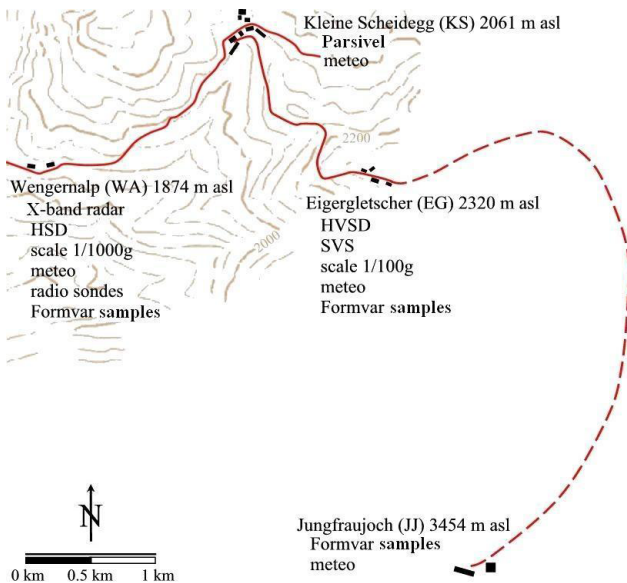 Kleine Scheidegg (KS) 2061 m asl
Parsivel
meteo
2200
Wengernalp (WA) 1874 m asl
X-band radar
HSD
scale 1/1000g
meteo
radio sondes
Formvar samples
2000
Eigergletscher (EG) 2320 m asl
HVSD
SVS
scale 1/100g
meteo
Formvar samples
N
0 km 0.5 km 1 km
Jungfraujoch (JJ) 3454 m asl
Formvar samples
meteo